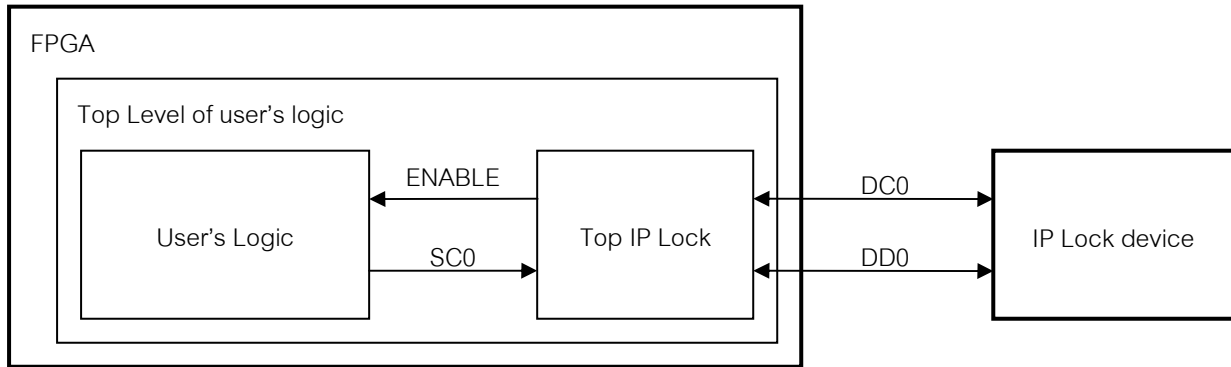 FPGA
Top Level of user's logic
ENABLE
DC0
User's Logic
Top IP Lock
IP Lock device
SC0
DD0